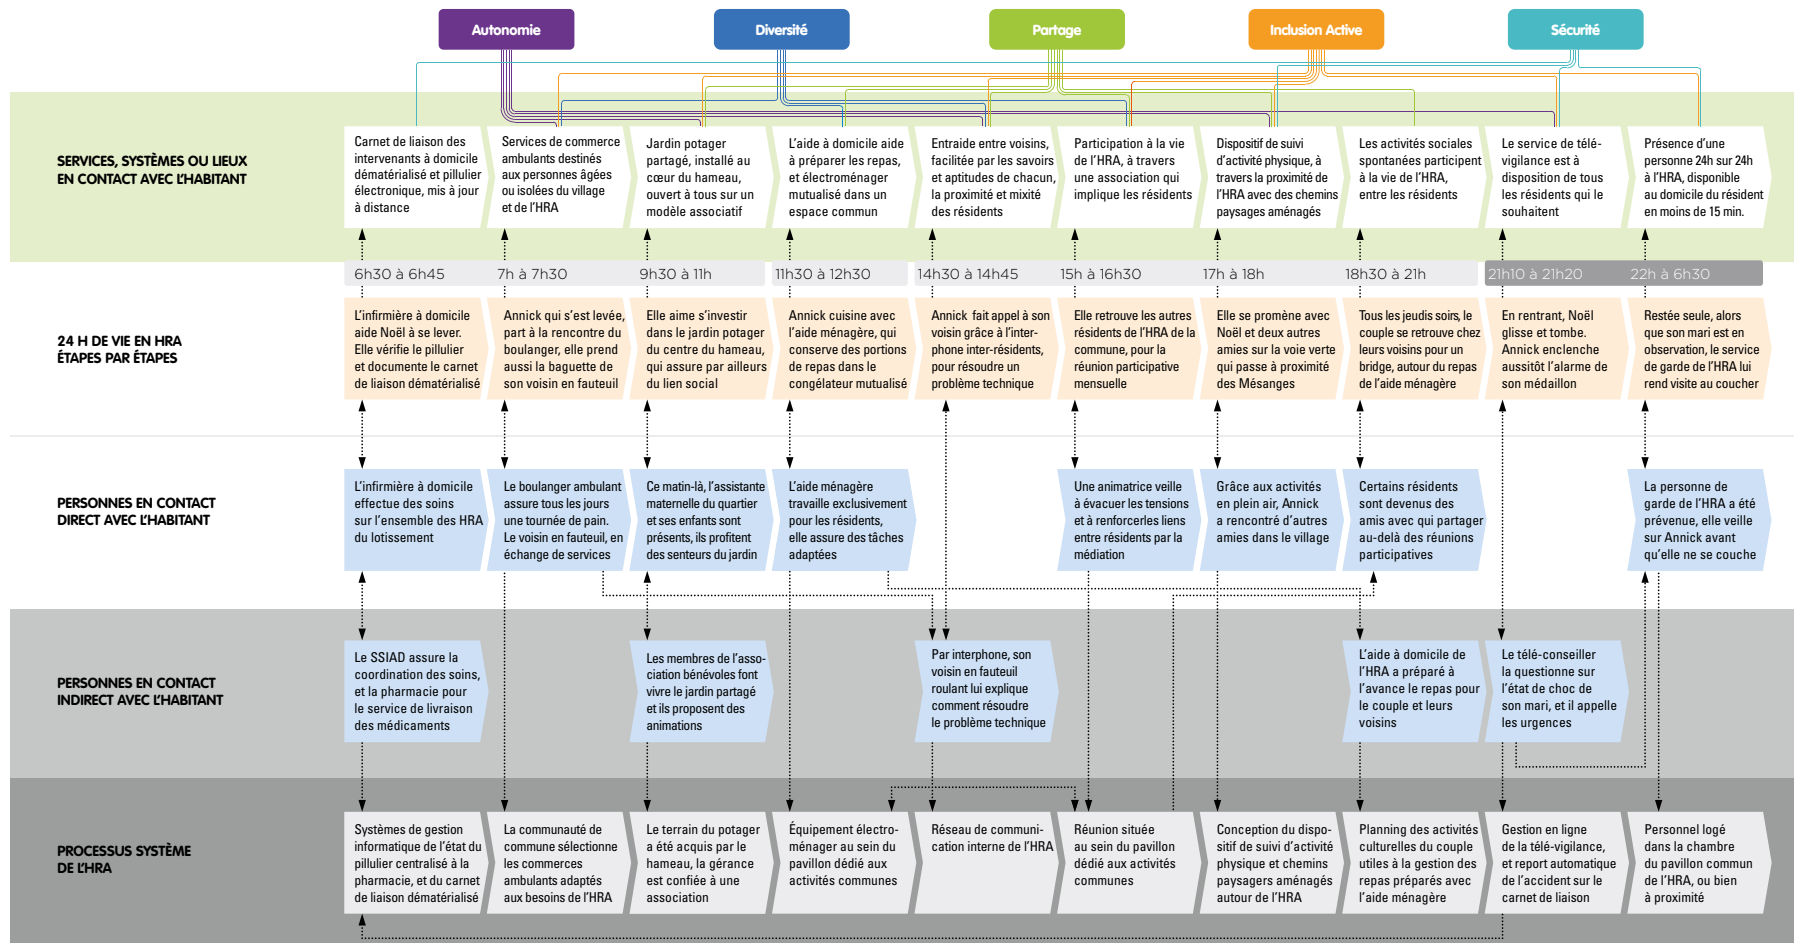 Autonomie
Diversité
Partage
Inclusion Active
Sécurité
SERVICES, SYSTÈMES OU LIEUX
EN CONTACT AVEC L'HABITANT
Carnet de liaison des
intervenants à domicile
dématérialisé et pillulier
électronique, mis à jour
à distance
Services de commerce
ambulants destinés
aux personnes âgées
ou isolées du village
et de l'HRA
Jardin potager
partagé, installé au
cœur du hameau,
ouvert à tous sur un
modèle associatif
L'aide à domicile aide
à préparer les repas,
et électroménager
mutualisé dans un
espace commun
Entraide entre voisins,
facilitée par les savoirs
et aptitudes de chacun,
la proximité et mixité
des résidents
Participation à la vie
de l'HRA, à travers
une association qui
implique les résidents
Dispositif de suivi
d'activité physique, à
travers la proximité de
l'HRA avec des chemins
paysages aménagés
Les activités sociales
spontanées participent
à la vie de l'HRA,
entre les résidents
Le service de télé-
vigilance est à
disposition de tous
les résidents qui le
souhaitent
Présence d'une
personne 24h sur 24h
à l'HRA, disponible
au domicile du résident
en moins de 15 min.
6h30 à 6h45
7h à 7h30
9h30 à 11h
11h30 à 12h30
14h30 à 14h45
15h à 16h30
17h à 18h
18h30 à 21h
21h10 à 21h20
22h à 6h30
24 H DE VIE EN HRA
ÉTAPES PAR ÉTAPES
L'infirmière à domicile
aide Noël à se lever.
Elle vérifie le pillulier
et documente le carnet
de liaison dématérialisé
Annick qui s'est levée,
part à la rencontre du
boulanger, elle prend
aussi la baguette de
son voisin en fauteuil
Elle aime s'investir
dans le jardin potager
du centre du hameau,
qui assure par ailleurs
du lien social
Annick cuisine avec
l'aide ménagère, qui
conserve des portions
de repas dans le
congélateur mutualisé
Annick fait appel à son
voisin grâce à l'inter-
phone inter-résidents,
pour résoudre un
problème technique
Elle retrouve les autres
résidents de l'HRA de la
commune, pour la
réunion participative
mensuelle
Elle se promène avec
Noël et deux autres
amies sur la voie verte
qui passe à proximité
des Mésanges
Tous les jeudis soirs, le
couple se retrouve chez
leurs voisins pour un
bridge, autour du repas
de l'aide ménagère
En rentrant, Noël
glisse et tombe.
Annick enclenche
aussitôt l'alarme de
son médaillon
Restée seule, alors
que son mari est en
observation, le service
de garde de l'HRA lui
rend visite au coucher
PERSONNES EN CONTACT
DIRECT AVEC L'HABITANT
L'infirmière à domicile
effectue des soins
sur l'ensemble des HRA
du lotissement
Le boulanger ambulant
assure tous les jours
une tournée de pain.
Le voisin en fauteuil, en
échange de services
Ce matin-là, l'assistante
maternelle du quartier
et ses enfants sont
présents, ils profitent
des senteurs du jardin
L'aide ménagère
travaille exclusivement
pour les résidents,
elle assure des tâches
adaptées
Une animatrice veille
à évacuer les tensions
et à renforcerles liens
entre résidents par la
médiation
Grâce aux activités
en plein air, Annick
a rencontré d'autres
amies dans le village
Certains résidents
sont devenus des
amis avec qui partager
au-delà des réunions
participatives
La personne de
garde de l'HRA a été
prévenue, elle veille
sur Annick avant
qu'elle ne se couche
PERSONNES EN CONTACT
INDIRECT AVEC L'HABITANT
Le SSIAD assure la
coordination des soins,
et la pharmacie pour
le service de livraison
des médicaments
Les membres de l'asso-
ciation bénévoles font
vivre le jardin partagé
et ils proposent des
animations
Par interphone, son
voisin en fauteuil
roulant lui explique
comment résoudre
le problème technique
L'aide à domicile de
l'HRA a préparé à
l'avance le repas pour
le couple et leurs
voisins
Le télé-conseiller
la questionne sur
l'état de choc de
son mari, et il appelle
les urgences
PROCESSUS SYSTÈME
DE L'HRA
Systèmes de gestion
informatique de l'état du
pillulier centralisé à la
pharmacie, et du carnet
de liaison dématérialisé
La communauté de
commune sélectionne
les commerces
ambulants adaptés
aux besoins de l'HRA
Le terrain du potager
a été acquis par le
hameau, la gérance
est confiée à une
association
Équipement électro-
ménager au sein du
pavillon dédié aux
activités communes
Réseau de communi-
cation interne de l'HRA
Réunion située
au sein du pavillon
dédié aux activités
communes
Conception du dispo-
sitif de suivi d'activité
physique et chemins
paysagers aménagés
autour de l'HRA
Planning des activités
culturelles du couple
utiles à la gestion des
repas préparés avec
l'aide ménagère
Gestion en ligne
de la télé-vigilance,
et report automatique
de l'accident sur le
carnet de liaison
Personnel logé
dans la chambre
du pavillon commun
de l'HRA, ou bien
à proximité